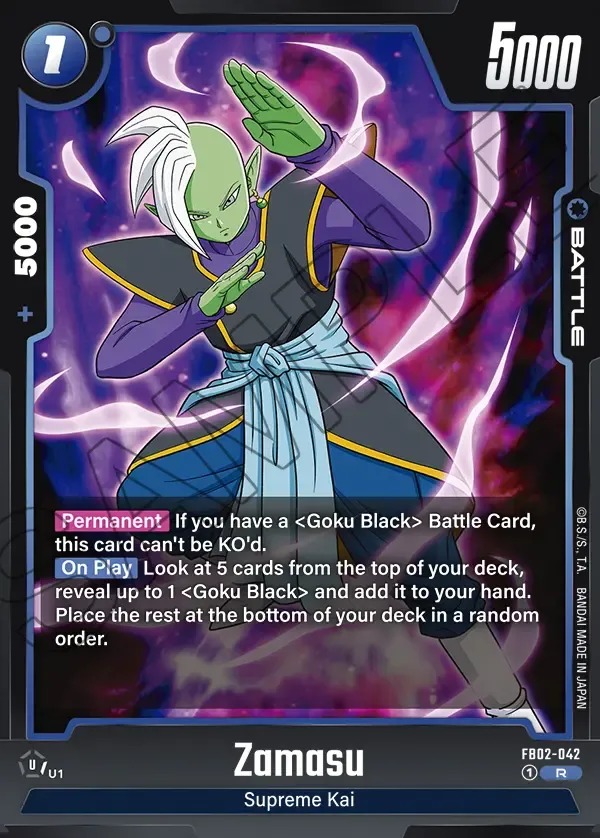 1
5000
+ 5000
BATTLE
SAMPLE
Permanent If you have a <Goku Black> Battle Card,
this card can't be KO'd.
On Play Look at 5 cards from the top of your deck,
reveal up to 1 <Goku Black> and add it to your hand.
Place the rest at the bottom of your deck in a random
order.
©B.S./S., T.A. BANDAI MADE IN JAPAN
U/U1
Zamasu
FB02-042
1 R
Supreme Kai